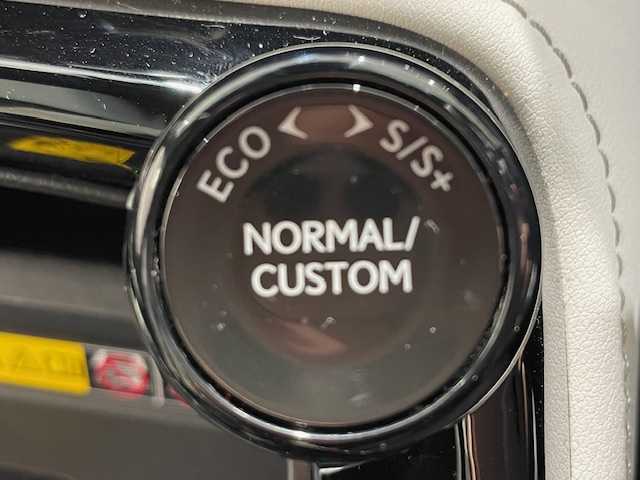 ECO < > S/S+
NORMAL/
CUSTOM